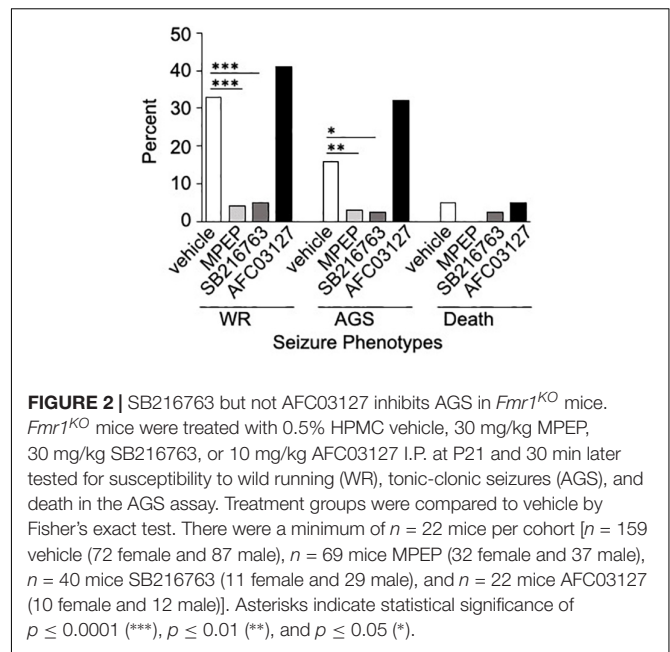 50
40
30
20
10
0
Percent
***
***
*
**
vehicle
MPEP
SB216763
AFC03127
vehicle
MPEP
SB216763
AFC03127
vehicle
MPEP
SB216763
AFC03127
WR
AGS
Death
Seizure Phenotypes
FIGURE 2 | SB216763 but not AFC03127 inhibits AGS in Fmr1KO mice.
Fmr1KO mice were treated with 0.5% HPMC vehicle, 30 mg/kg MPEP,
30 mg/kg SB216763, or 10 mg/kg AFC03127 I.P. at P21 and 30 min later
tested for susceptibility to wild running (WR), tonic-clonic seizures (AGS), and
death in the AGS assay. Treatment groups were compared to vehicle by
Fisher's exact test. There were a minimum of n = 22 mice per cohort [n = 159
vehicle (72 female and 87 male), n = 69 mice MPEP (32 female and 37 male),
n = 40 mice SB216763 (11 female and 29 male), and n = 22 mice AFC03127
(10 female and 12 male)]. Asterisks indicate statistical significance of
p ≤ 0.0001 (***), p ≤ 0.01 (**), and p ≤ 0.05 (*).